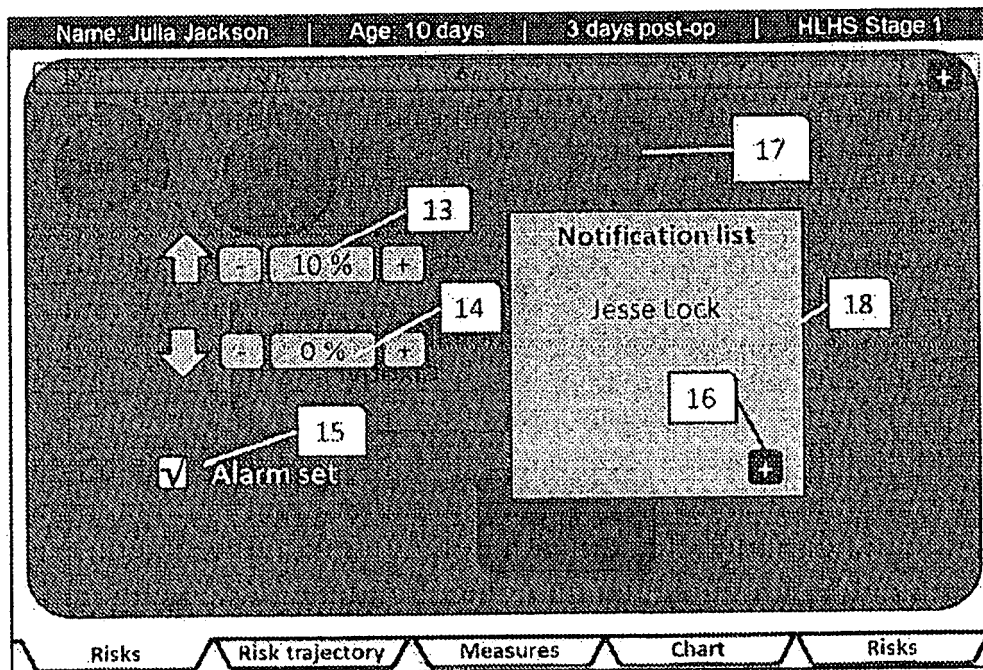 Name: Julia Jackson | Age: 10 days | 3 days post-op | HLHS Stage 1
+
17
13
Notification list
- 10 % +
14
Jesse Lock
18
- 0 % +
16
15
√ Alarm set
+
Risks Risk trajectory Measures Chart Risks